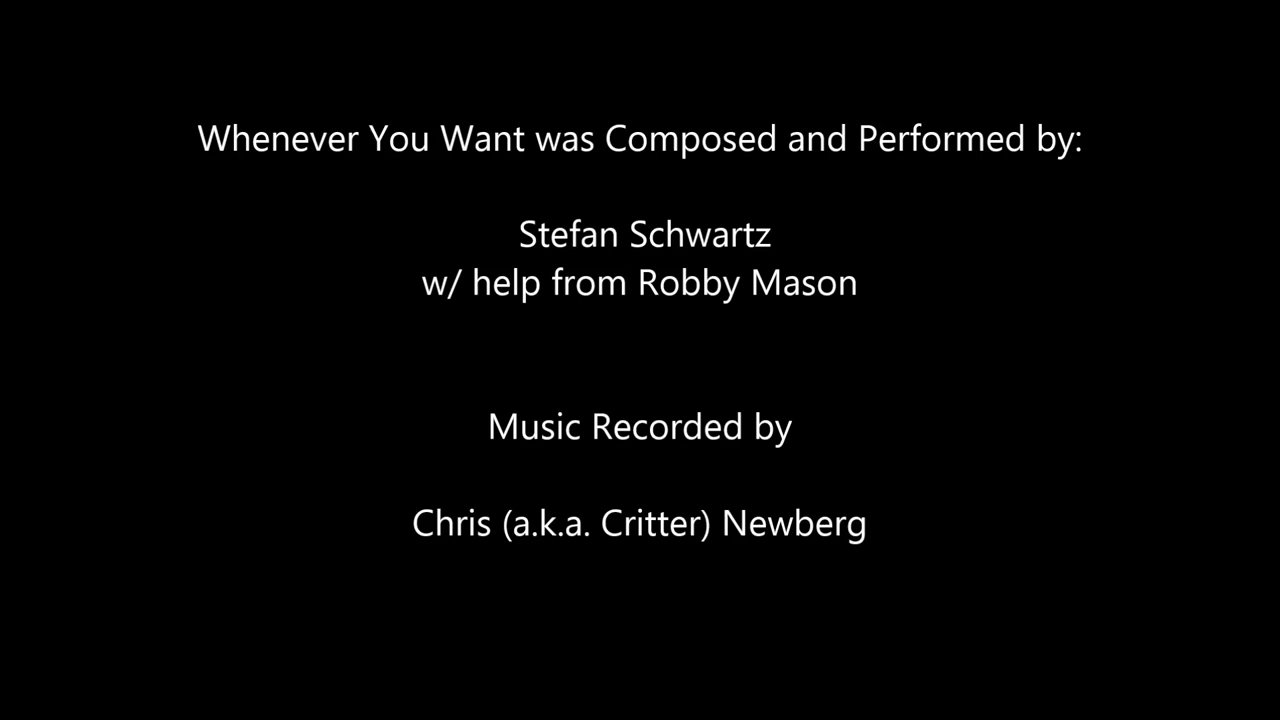 Whenever You Want was Composed and Performed by:
Stefan Schwartz
w/ help from Robby Mason
Music Recorded by
Chris (a.k.a. Critter) Newberg